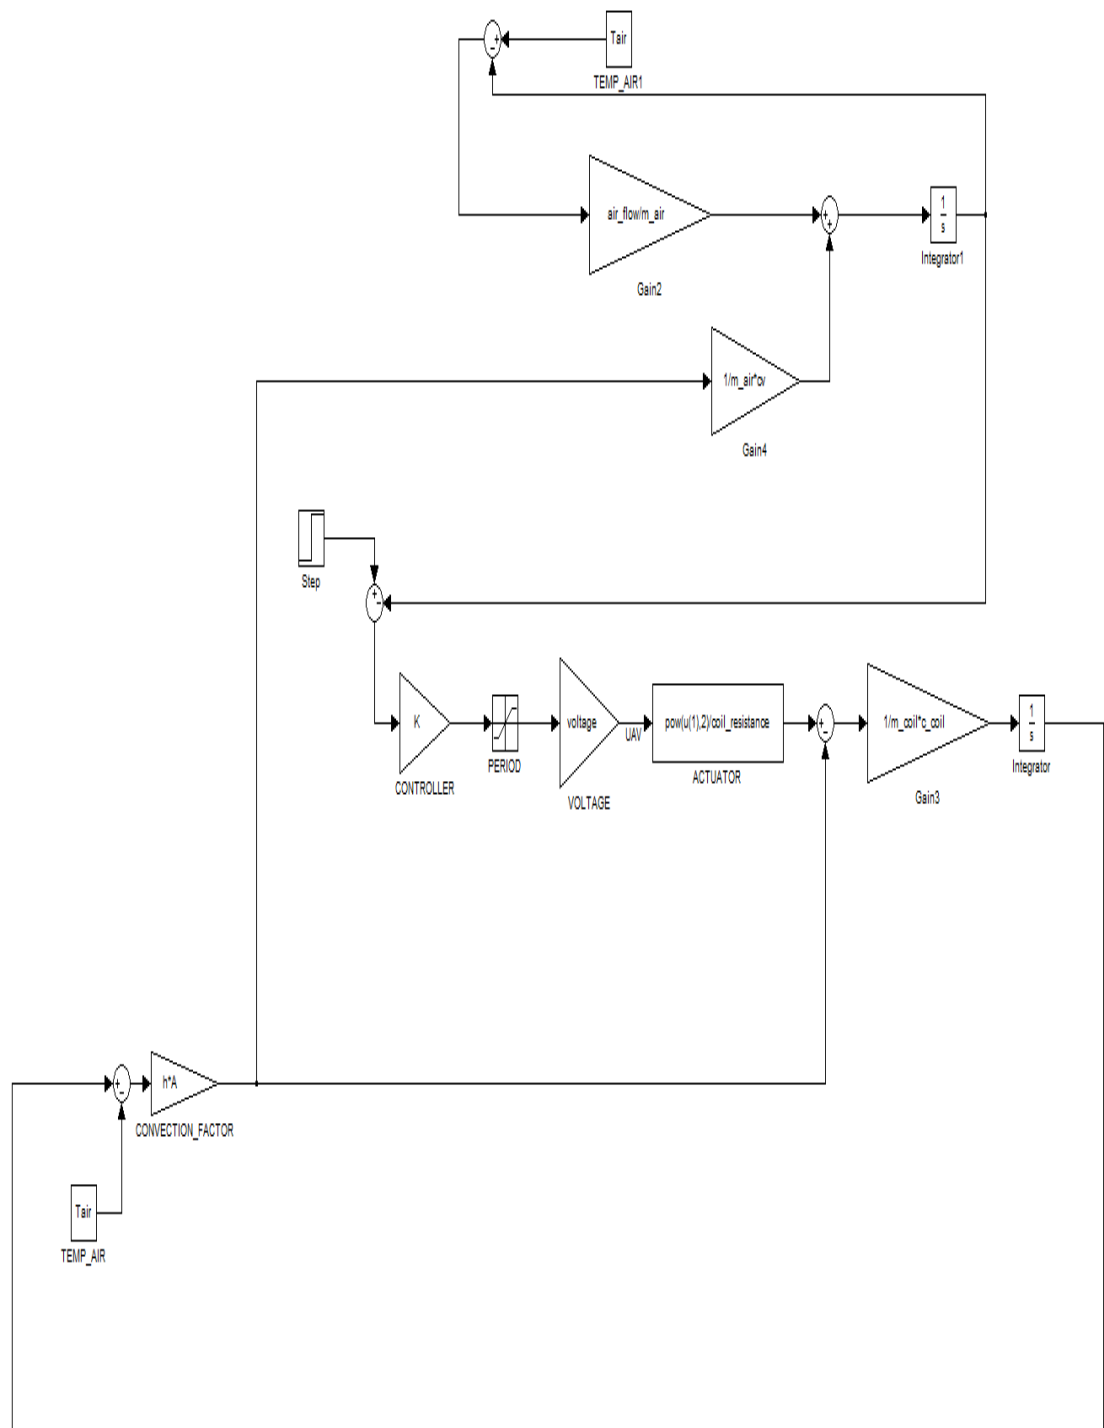 Tair
TEMP_AIR1
air_flow/m_air
Gain2
1
s
Integrator1
1/m_air*cv
Gain4
Step
K
CONTROLLER
PERIOD
voltage
VOLTAGE
UAV
pow(u(1),2)/coil_resistance
ACTUATOR
1/m_coil*c_coil
Gain3
1
s
Integrator
h*A
CONVECTION_FACTOR
Tair
TEMP_AIR